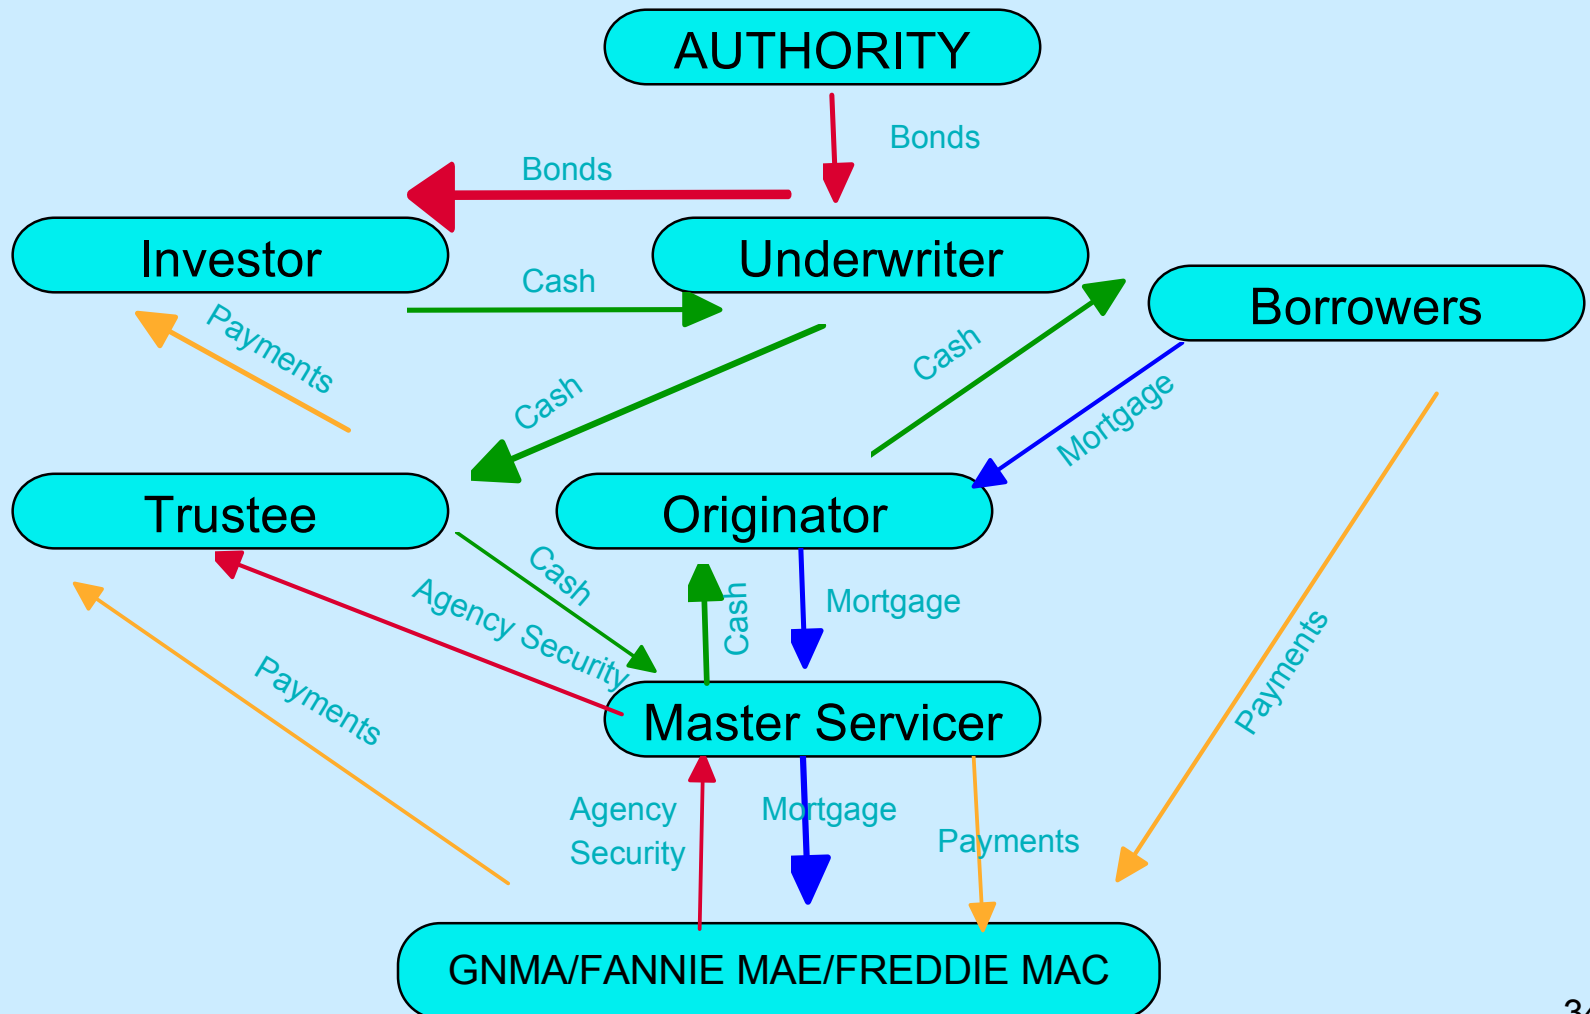 AUTHORITY
Bonds
Bonds
Investor
Underwriter
Cash
Borrowers
Payments
Cash
Cash
Mortgage
Trustee
Originator
Cash
Agency Security
Cash
Mortgage
Payments
Payments
Master Servicer
Agency
Security
Mortgage
Payments
GNMA/FANNIE MAE/FREDDIE MAC